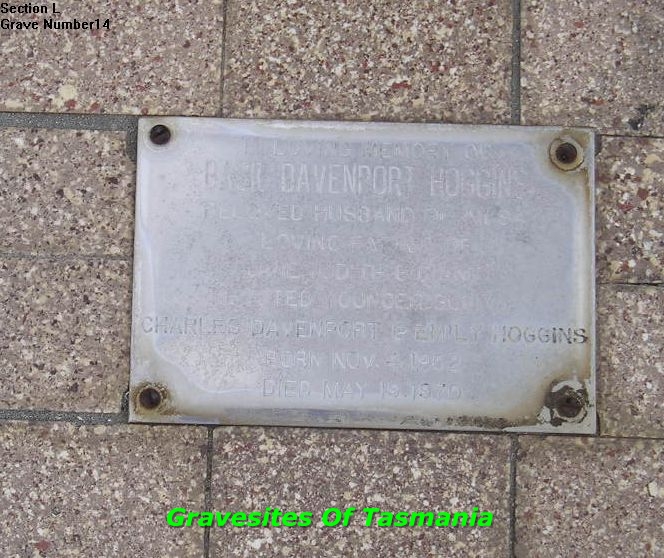 Section L
Grave Number14
IN LOVING MEMORY OF
BASIL DAVENPORT HOGGINS
BELOVED HUSBAND OF
LOVING FATHER OF
YOUNGER SON OF
CHARLES DAVENPORT & EMILY HOGGINS
BORN NOV. 4. 1902
DIED MAY 19. 1970
Gravesites Of Tasmania